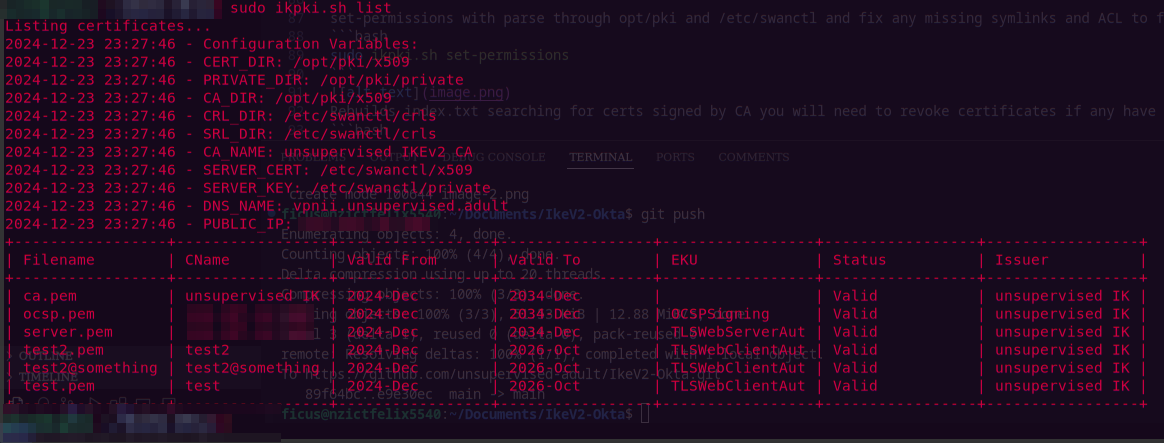 sudo ikpki.sh list
Listing certificates...
2024-12-23 23:27:46 - Configuration Variables:
2024-12-23 23:27:46 - CERT_DIR: /opt/pki/x509
2024-12-23 23:27:46 - PRIVATE_DIR: /opt/pki/private
2024-12-23 23:27:46 - CA_DIR: /opt/pki/x509
2024-12-23 23:27:46 - CRL_DIR: /etc/swanctl/crls
2024-12-23 23:27:46 - SRL_DIR: /etc/swanctl/crls
2024-12-23 23:27:46 - CA_NAME: unsupervised IKEv2 CA
2024-12-23 23:27:46 - SERVER_CERT: /etc/swanctl/x509
2024-12-23 23:27:46 - SERVER_KEY: /etc/swanctl/private
2024-12-23 23:27:46 - DNS_NAME: vpnii.unsupervised.adult
2024-12-23 23:27:46 - PUBLIC_IP:
| Filename | CName | Valid From | Valid To | EKU | Status | Issuer |
| ca.pem | unsupervised IK | 2024-Dec | 2034-Dec | | Valid | unsupervised IK |
| ocsp.pem | | 2024-Dec | 2034-Dec | OCSPSigning | Valid | unsupervised IK |
| server.pem | | 2024-Dec | 2034-Dec | TLSWebServerAut | Valid | unsupervised IK |
| test2.pem | test2 | 2024-Dec | 2026-Oct | TLSWebClientAut | Valid | unsupervised IK |
| test2@something | test2@something | 2024-Dec | 2026-Oct | TLSWebClientAut | Valid | unsupervised IK |
| test.pem | test | 2024-Dec | 2026-Oct | TLSWebClientAut | Valid | unsupervised IK |
set-permissions with parse through opt/pki and /etc/swanctl and fix any missing symlinks and ACL to
```bash
sudo ikpki.sh set-permissions
![alt text](image.png)
Rebuilds index.txt searching for certs signed by CA you will need to revoke certificates if any have
```bash
PROBLEMS OUTPUT DEBUG CONSOLE TERMINAL PORTS COMMENTS
create mode 100644 image-2.png
ficus@nzictfelix5540:~/Documents/IkeV2-Okta$ git push
Enumerating objects: 4, done.
Counting objects: 100% (4/4), done.
Delta compression using up to 20 threads
Compressing objects: 100% (3/3), done.
objects: 100% (3/3),
reused 0 (delta 0), pack-reused
remote: Resolving deltas: 100% (1/1), completed with 1 local object.
To https://github.com/unsupervised-adult/IkeV2-Okta.git
main -> main
ficus@nzictfelix5540:~/Documents/IkeV2-Okta$
OUTLINE
TIMELINE